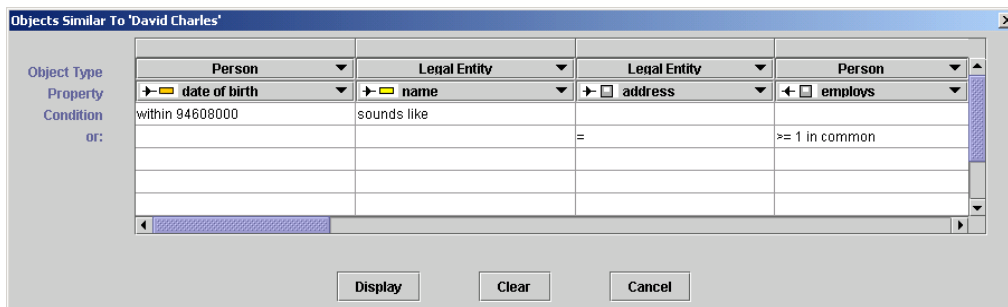 Objects Similar To 'David Charles'
Object Type Person Legal Entity Legal Entity Person
Property date of birth name address employs
Condition within 94608000 sounds like
or: = >= 1 in common
Display Clear Cancel